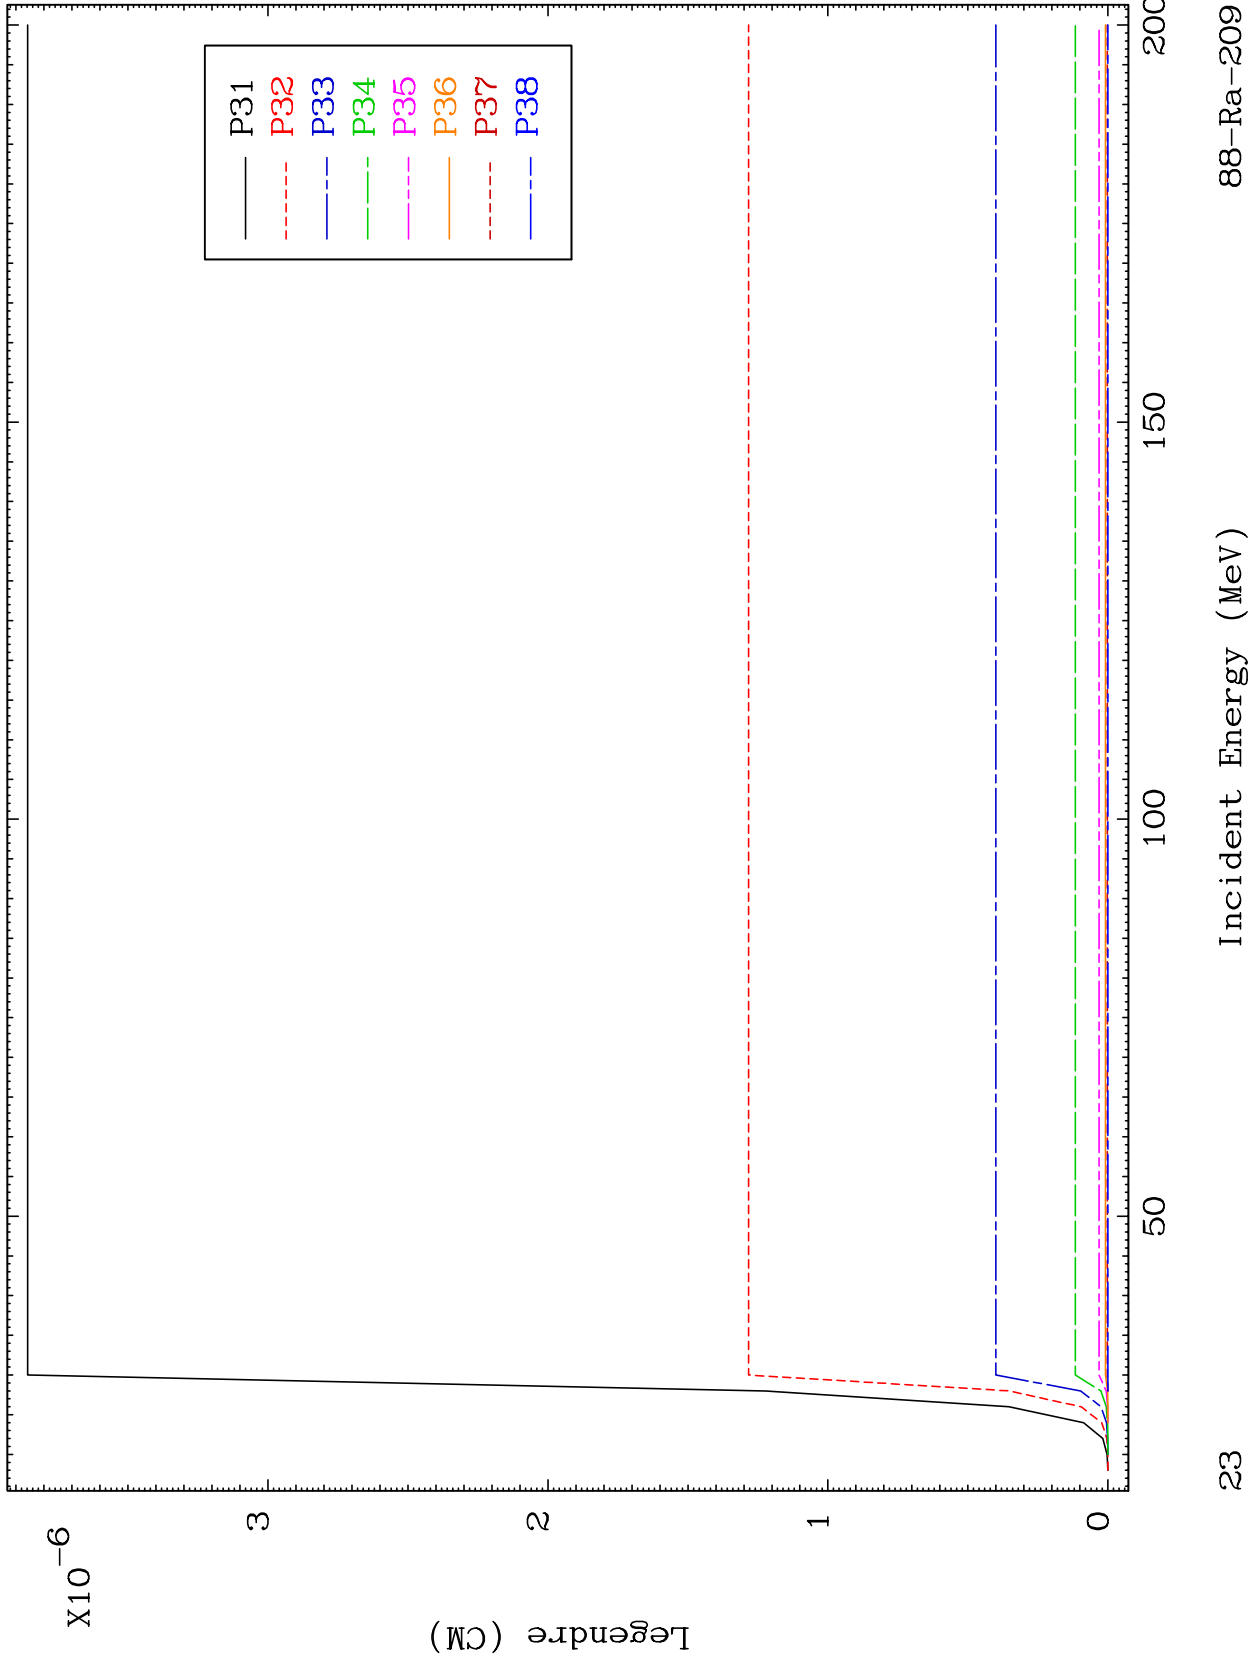 X10^-6
3
2
1
0
Legendre (CM)
P31
P32
P33
P34
P35
P36
P37
P38
50
100
150
200
Incident Energy (MeV)
23
88-Ra-209